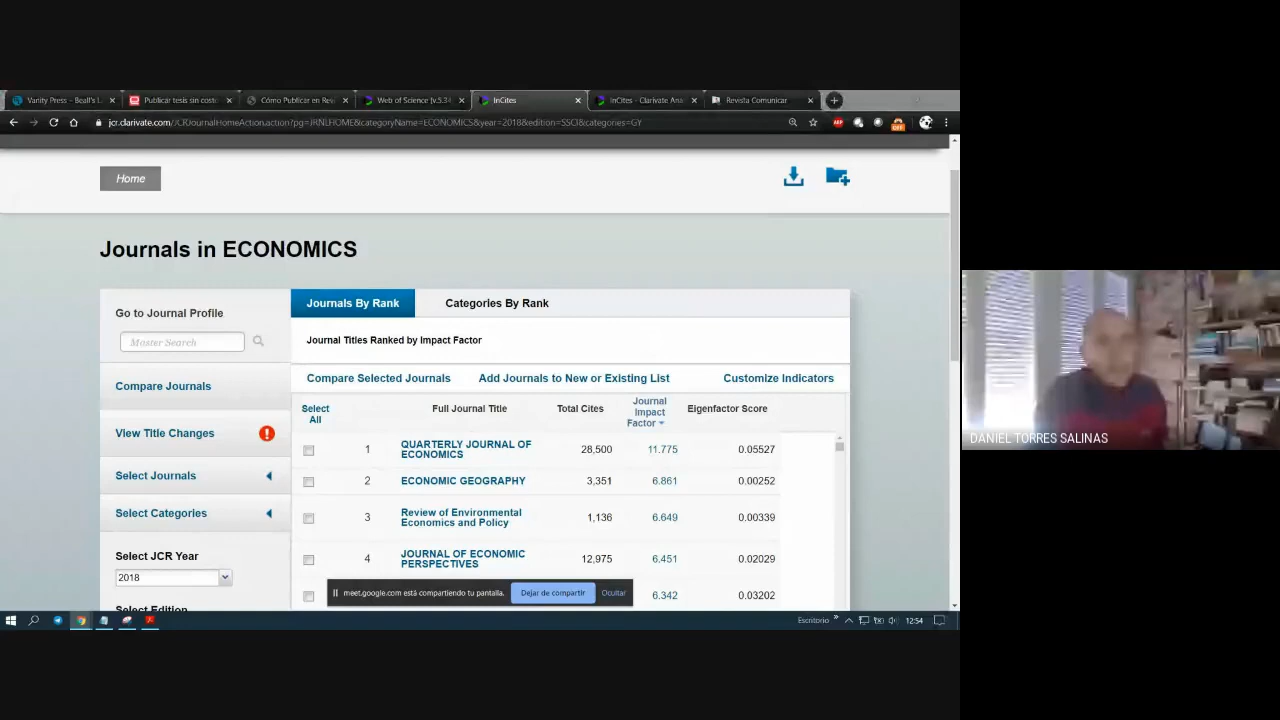 Vanity Press – Beall's l
Publicar tesis sin cost
Cómo Publicar en Re
Web of Science [v.5.3
InCites
InCites - Clarivate Ana
Revista Comunicar
jcr.clarivate.com/JCRJournalHomeAction.action?pg=JRNLHOME&categoryName=ECONOMICS&year=2018&edition=SSCI&categories=GY
Home
Journals in ECONOMICS
Go to Journal Profile
Master Search
Compare Journals
View Title Changes
Select Journals
Select Categories
Select JCR Year
2018
Select Edition
Journals By Rank
Categories By Rank
Journal Titles Ranked by Impact Factor
Compare Selected Journals
Add Journals to New or Existing List
Customize Indicators
Select All
Full Journal Title
Total Cites
Journal Impact Factor
Eigenfactor Score
1 QUARTERLY JOURNAL OF ECONOMICS 28,500 11.775 0.05527
2 ECONOMIC GEOGRAPHY 3,351 6.861 0.00252
3 Review of Environmental Economics and Policy 1,136 6.649 0.00339
4 JOURNAL OF ECONOMIC PERSPECTIVES 12,975 6.451 0.02029
6.342 0.03202
meet.google.com está compartiendo tu pantalla.
Dejar de compartir
Ocultar
Escritorio
12:54
DANIEL TORRES SALINAS